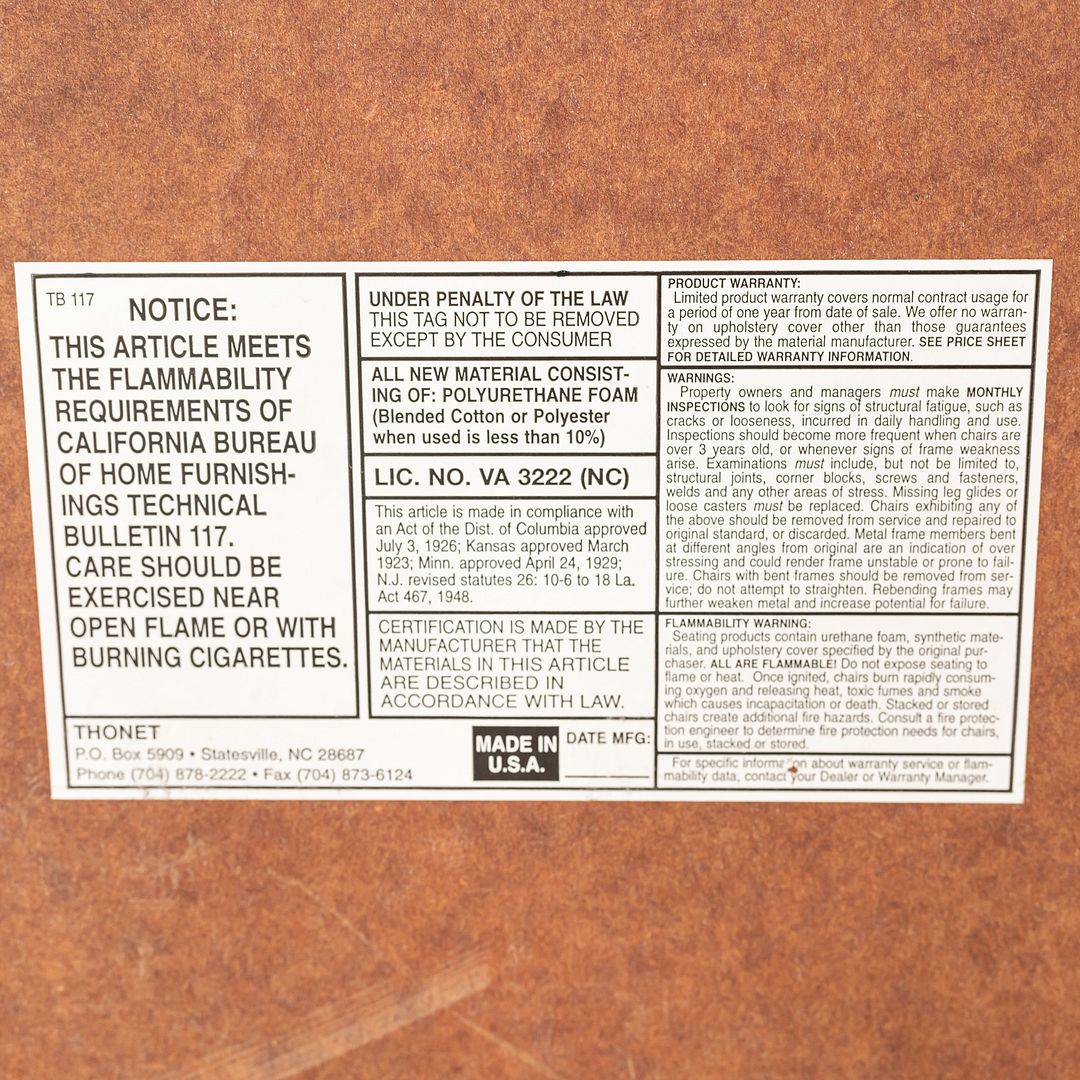 TB 117
NOTICE:
THIS ARTICLE MEETS
THE FLAMMABILITY
REQUIREMENTS OF
CALIFORNIA BUREAU
OF HOME FURNISH-
INGS TECHNICAL
BULLETIN 117.
CARE SHOULD BE
EXERCISED NEAR
OPEN FLAME OR WITH
BURNING CIGARETTES.
THONET
P.O. Box 5909 • Statesville, NC 28687
Phone (704) 878-2222 • Fax (704) 873-6124
UNDER PENALTY OF THE LAW
THIS TAG NOT TO BE REMOVED
EXCEPT BY THE CONSUMER
ALL NEW MATERIAL CONSIST-
ING OF: POLYURETHANE FOAM
(Blended Cotton or Polyester
when used is less than 10%)
LIC. NO. VA 3222 (NC)
This article is made in compliance with
an Act of the Dist. of Columbia approved
July 3, 1926; Kansas approved March
1923; Minn. approved April 24, 1929;
N.J. revised statutes 26: 10-6 to 18 La.
Act 467, 1948.
CERTIFICATION IS MADE BY THE
MANUFACTURER THAT THE
MATERIALS IN THIS ARTICLE
ARE DESCRIBED IN
ACCORDANCE WITH LAW.
MADE IN
U.S.A.
DATE MFG:
PRODUCT WARRANTY:
Limited product warranty covers normal contract usage for
a period of one year from date of sale. We offer no warran-
ty on upholstery cover other than those guarantees
expressed by the material manufacturer. SEE PRICE SHEET
FOR DETAILED WARRANTY INFORMATION.
WARNINGS:
Property owners and managers must make MONTHLY
INSPECTIONS to look for signs of structural fatigue, such as
cracks or looseness, incurred in daily handling and use.
Inspections should become more frequent when chairs are
over 3 years old, or whenever signs of frame weakness
arise. Examinations must include, but not be limited to,
structural joints, corner blocks, screws and fasteners,
welds and any other areas of stress. Missing leg glides or
loose casters must be replaced. Chairs exhibiting any of
the above should be removed from service and repaired to
original standard, or discarded. Metal frame members bent
at different angles from original are an indication of over
stressing and could render frame unstable or prone to fail-
ure. Chairs with bent frames should be removed from ser-
vice; do not attempt to straighten. Rebending frames may
further weaken metal and increase potential for failure.
FLAMMABILITY WARNING:
Seating products contain urethane foam, synthetic mate-
rials, and upholstery cover specified by the original pur-
chaser. ALL ARE FLAMMABLE! Do not expose seating to
flame or heat. Once ignited, chairs burn rapidly consum-
ing oxygen and releasing heat, toxic fumes and smoke
which causes incapacitation or death. Stacked or stored
chairs create additional fire hazards. Consult a fire protec-
tion engineer to determine fire protection needs for chairs,
in use, stacked or stored.
For specific information about warranty service or flam-
mability data, contact your Dealer or Warranty Manager.